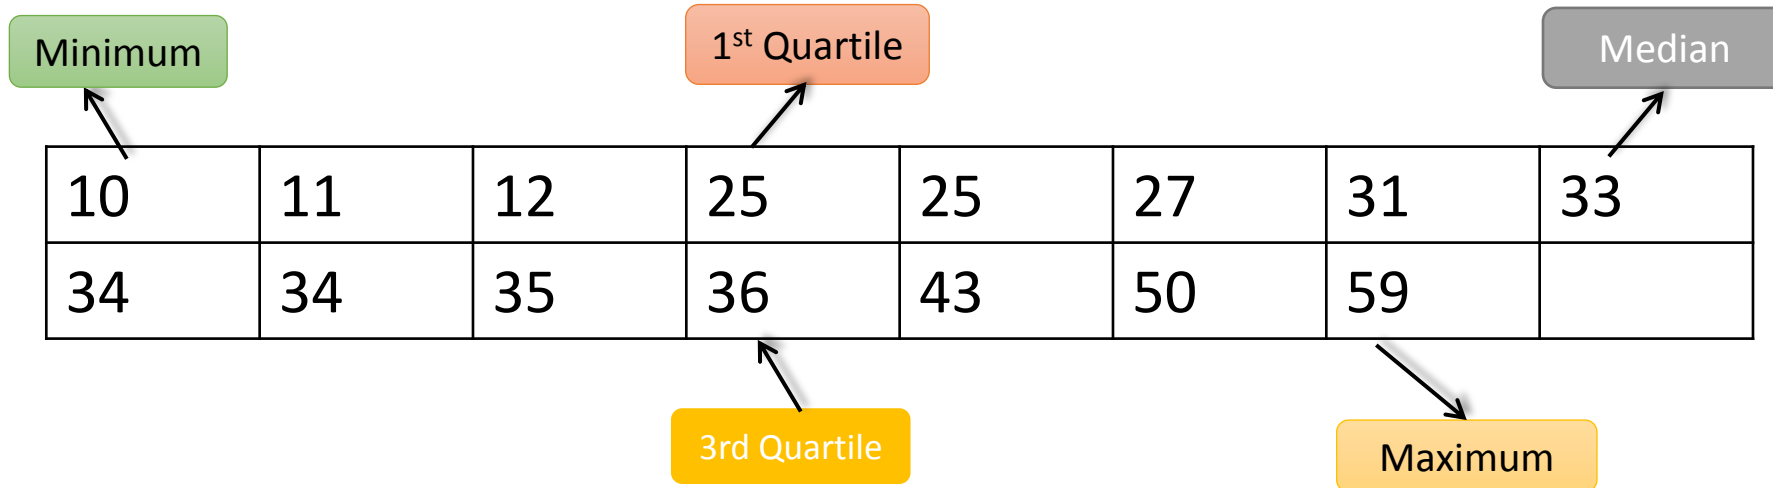 Minimum 1st Quartile Median
10 11 12 25 25 27 31 33
34 34 35 36 43 50 59
3rd Quartile Maximum